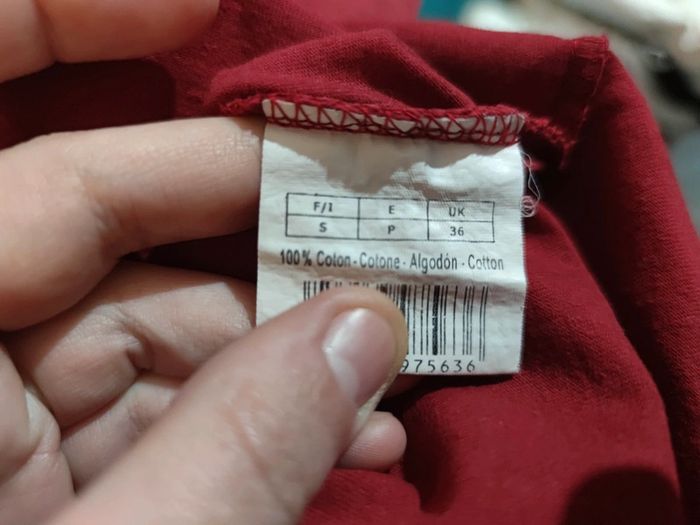 F/I E UK
S P 36
100% Coton - Cotone - Algodón - Cotton
975636